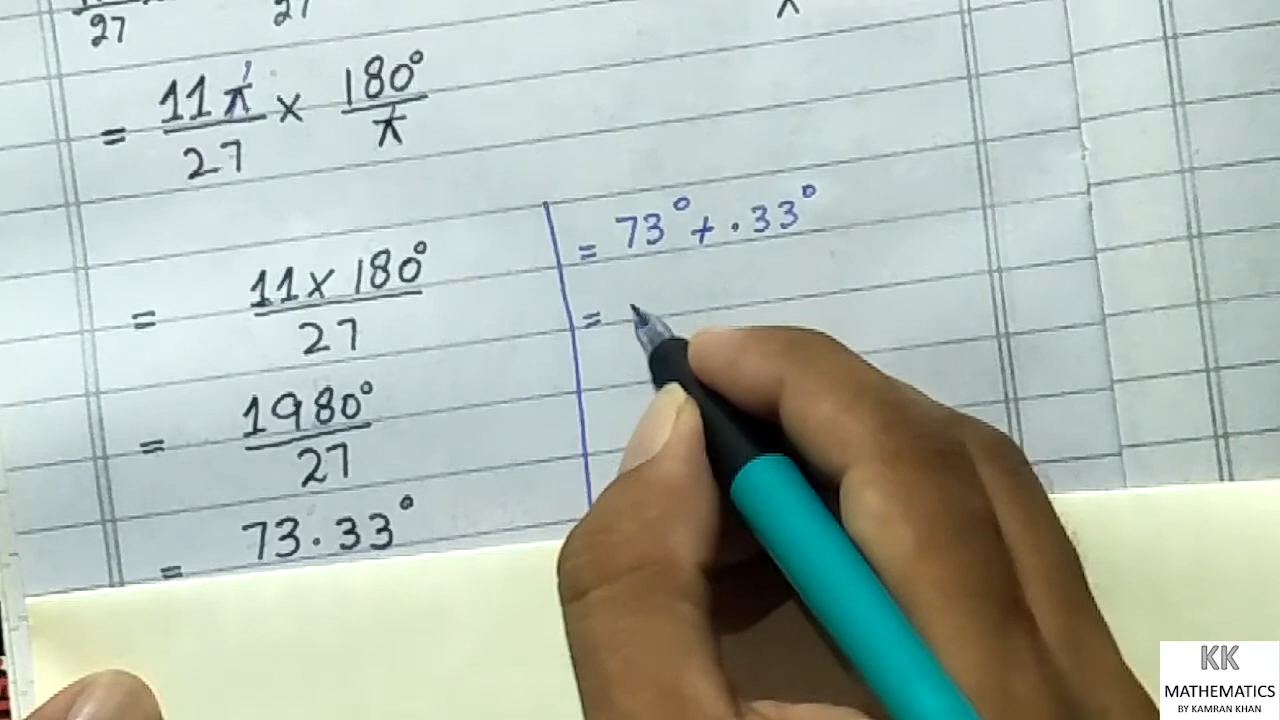 27 27 π
= 11π/27 × 180°/π
= 11 × 180°/27
= 1980°/27
= 73.33°
= 73° + .33°
=
KK
MATHEMATICS
BY KAMRAN KHAN